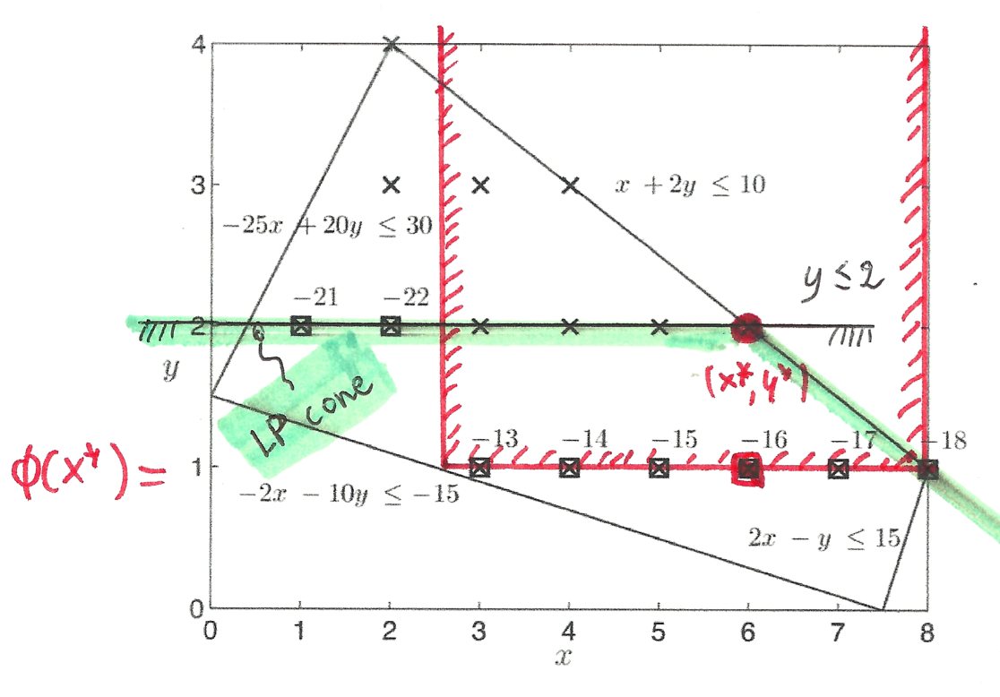 4
3
x + 2y ≤ 10
−25x + 20y ≤ 30
y ≤ 2
−21 −22
2
y
(x*, y*)
LP cone
−13 −14 −15 −16 −17 −18
ϕ(x*) = 1
−2x − 10y ≤ −15
2x − y ≤ 15
0
0 1 2 3 4 5 6 7 8
x